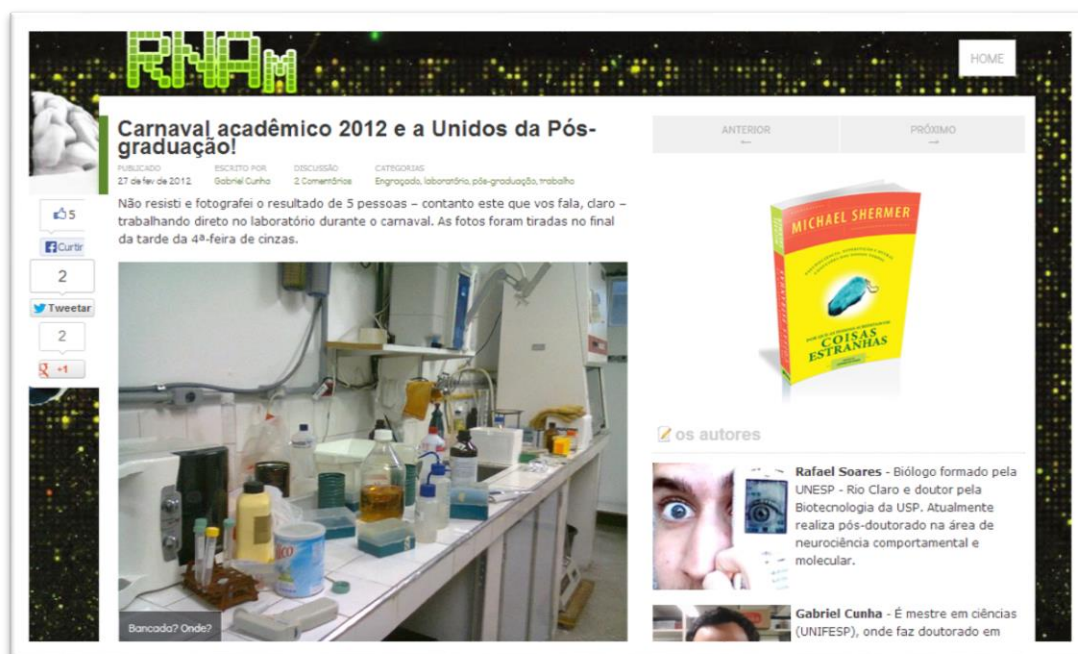 RNAm
HOME
Carnaval acadêmico 2012 e a Unidos da Pós-
graduação!
PUBLICADO
27 de fev de 2012
ESCRITO POR
Gabriel Cunha
DISCUSSÃO
2 Comentários
CATEGORIAS
Engraçado, laboratório, pós-graduação, trabalho
Não resisti e fotografei o resultado de 5 pessoas – contanto este que vos fala, claro –
trabalhando direto no laboratório durante o carnaval. As fotos foram tiradas no final
da tarde da 4ª-feira de cinzas.
5
Curtir
2
Tweetar
2
+1
Bancada? Onde?
ANTERIOR
PRÓXIMO
MICHAEL SHERMER
COISAS
ESTRANHAS
os autores
Rafael Soares - Biólogo formado pela
UNESP - Rio Claro e doutor pela
Biotecnologia da USP. Atualmente
realiza pós-doutorado na área de
neurociência comportamental e
molecular.
Gabriel Cunha - É mestre em ciências
(UNIFESP), onde faz doutorado em